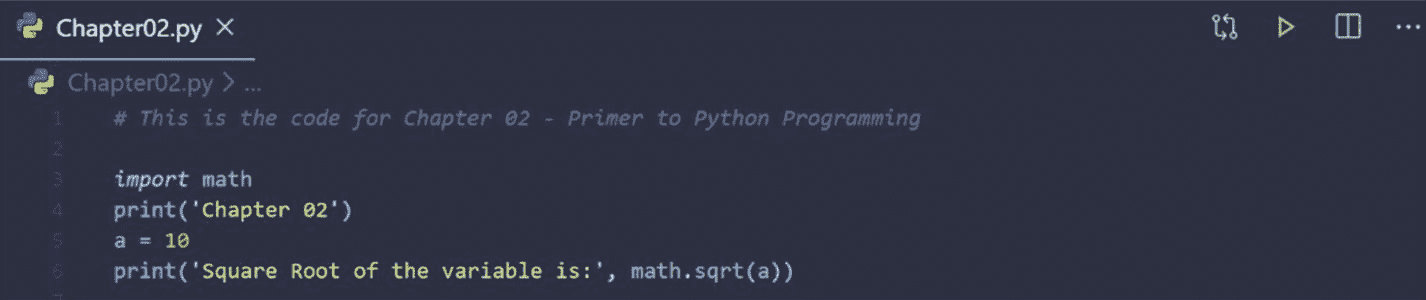 Chapter02.py
Chapter02.py > ...
1 # This is the code for Chapter 02 - Primer to Python Programming
2
3 import math
4 print('Chapter 02')
5 a = 10
6 print('Square Root of the variable is:', math.sqrt(a))